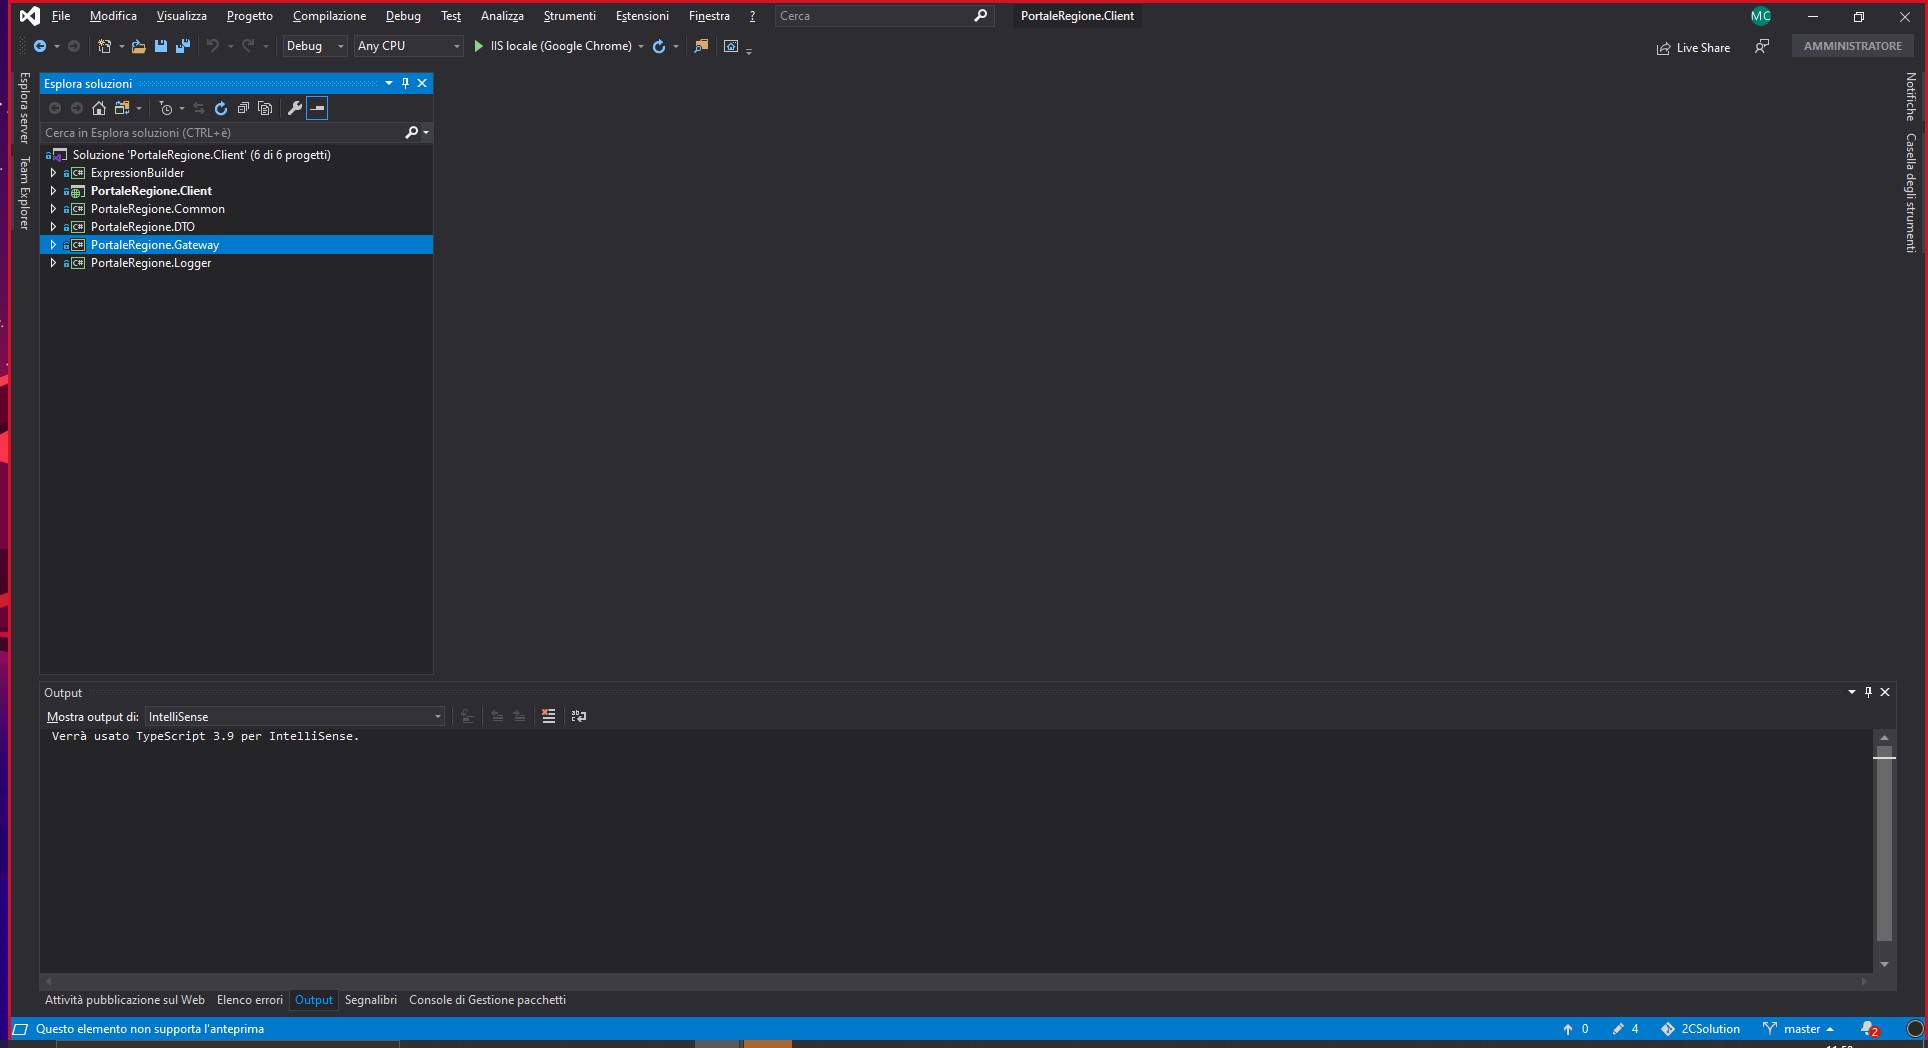 File Modifica Visualizza Progetto Compilazione Debug Test Analizza Strumenti Estensioni Finestra ? Cerca PortaleRegione.Client MC
Debug Any CPU IIS locale (Google Chrome) Live Share AMMINISTRATORE
Esplora server
Team Explorer
Esplora soluzioni
Cerca in Esplora soluzioni (CTRL+è)
Soluzione 'PortaleRegione.Client' (6 di 6 progetti)
C# ExpressionBuilder
PortaleRegione.Client
C# PortaleRegione.Common
C# PortaleRegione.DTO
C# PortaleRegione.Gateway
C# PortaleRegione.Logger
Notifiche
Casella degli strumenti
Output
Mostra output di: IntelliSense
Verrà usato TypeScript 3.9 per IntelliSense.
Attività pubblicazione sul Web Elenco errori Output Segnalibri Console di Gestione pacchetti
Questo elemento non supporta l'anteprima 0 4 2CSolution master 2